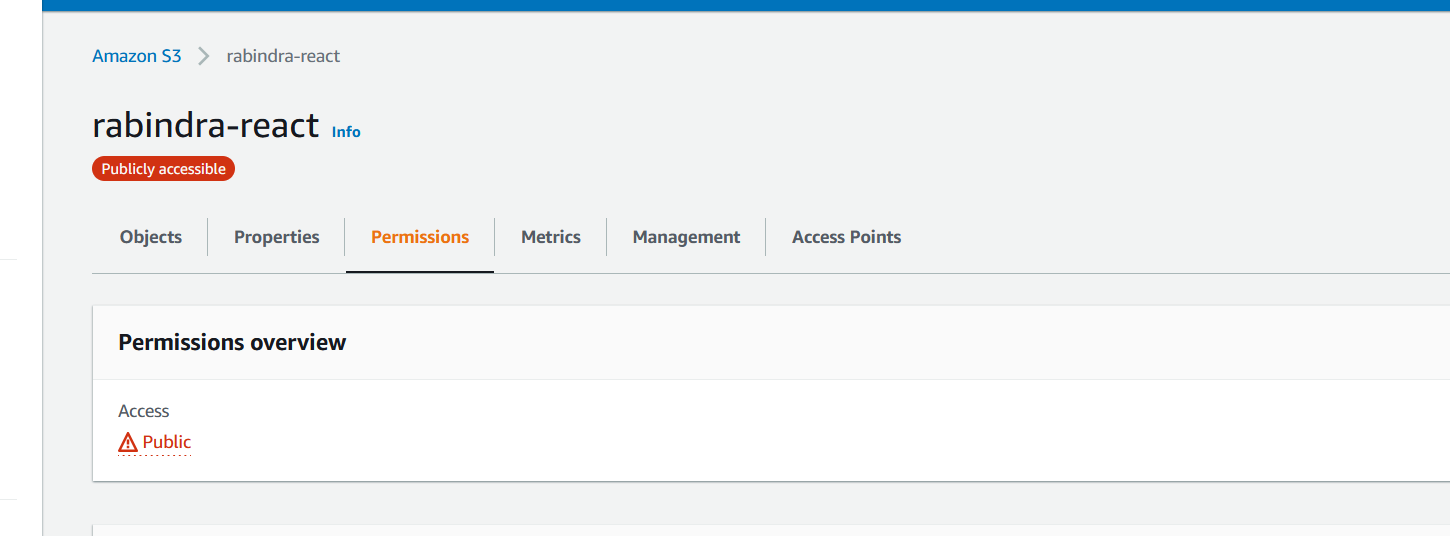 Amazon S3 rabindra-react
rabindra-react Info
Publicly accessible
Objects Properties Permissions Metrics Management Access Points
Permissions overview
Access
Public